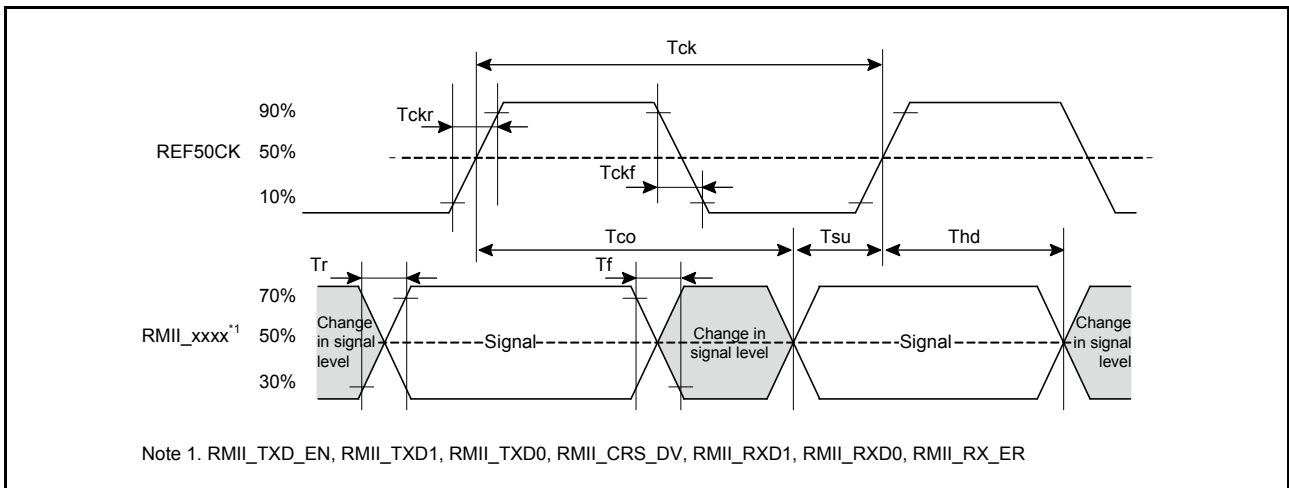 Tck
90%
Tckr
REF50CK 50%
Tckf
10%
Tco Tsu Thd
Tr Tf
70%
RMII_xxxx*1 50%
30%
Change
in signal
level
Signal
Change in
signal level
Signal
Change
in signal
level
Note 1. RMII_TXD_EN, RMII_TXD1, RMII_TXD0, RMII_CRS_DV, RMII_RXD1, RMII_RXD0, RMII_RX_ER